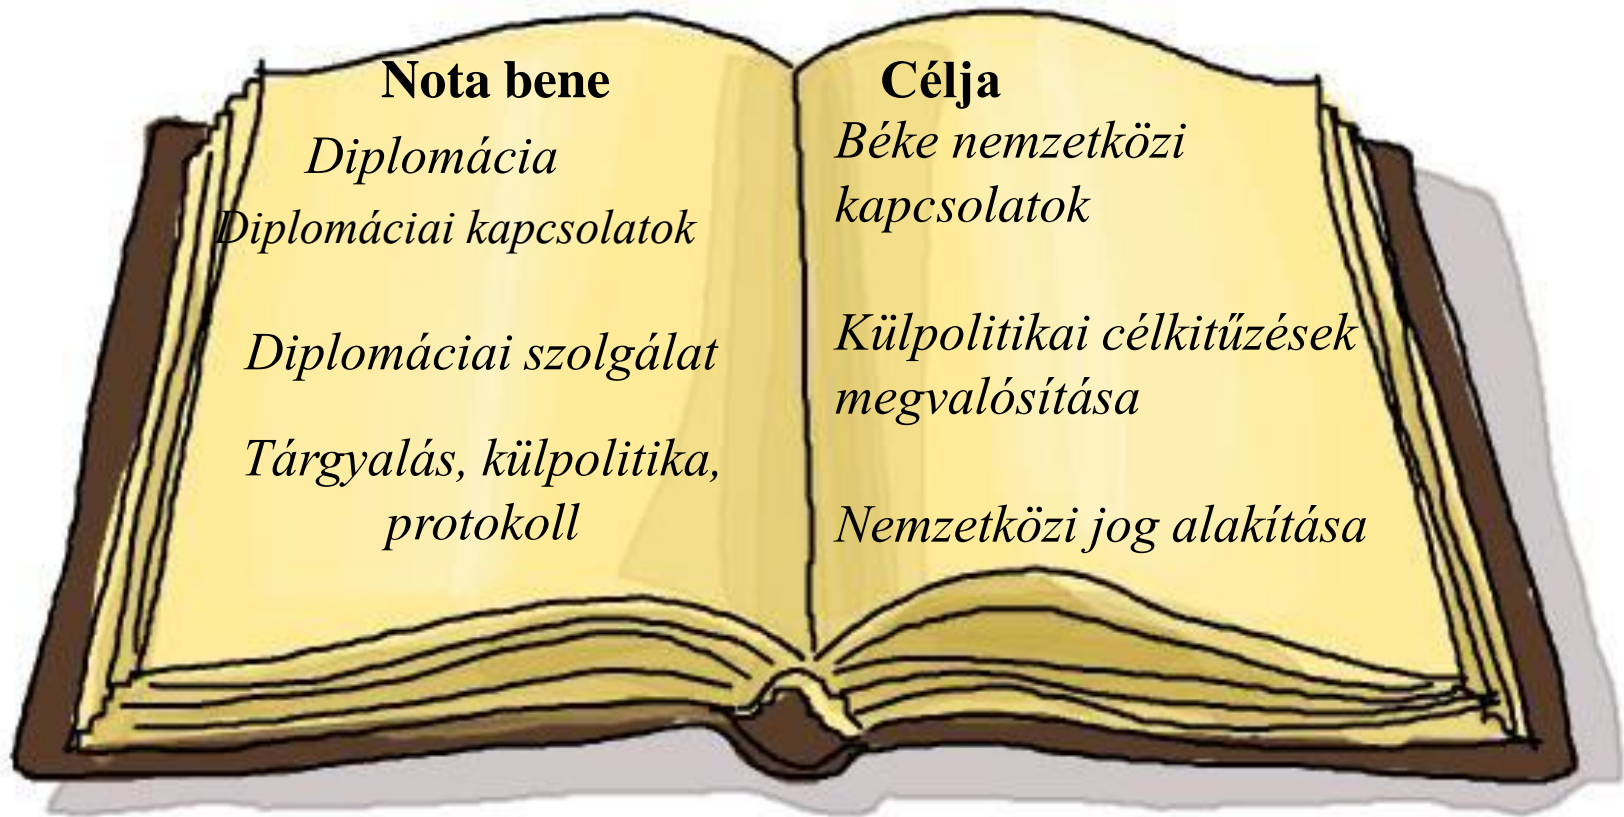 Nota bene
Diplomácia
Diplomáciai kapcsolatok
Diplomáciai szolgálat
Tárgyalás, külpolitika,
protokoll
Célja
Béke nemzetközi
kapcsolatok
Külpolitikai célkitűzések
megvalósítása
Nemzetközi jog alakítása